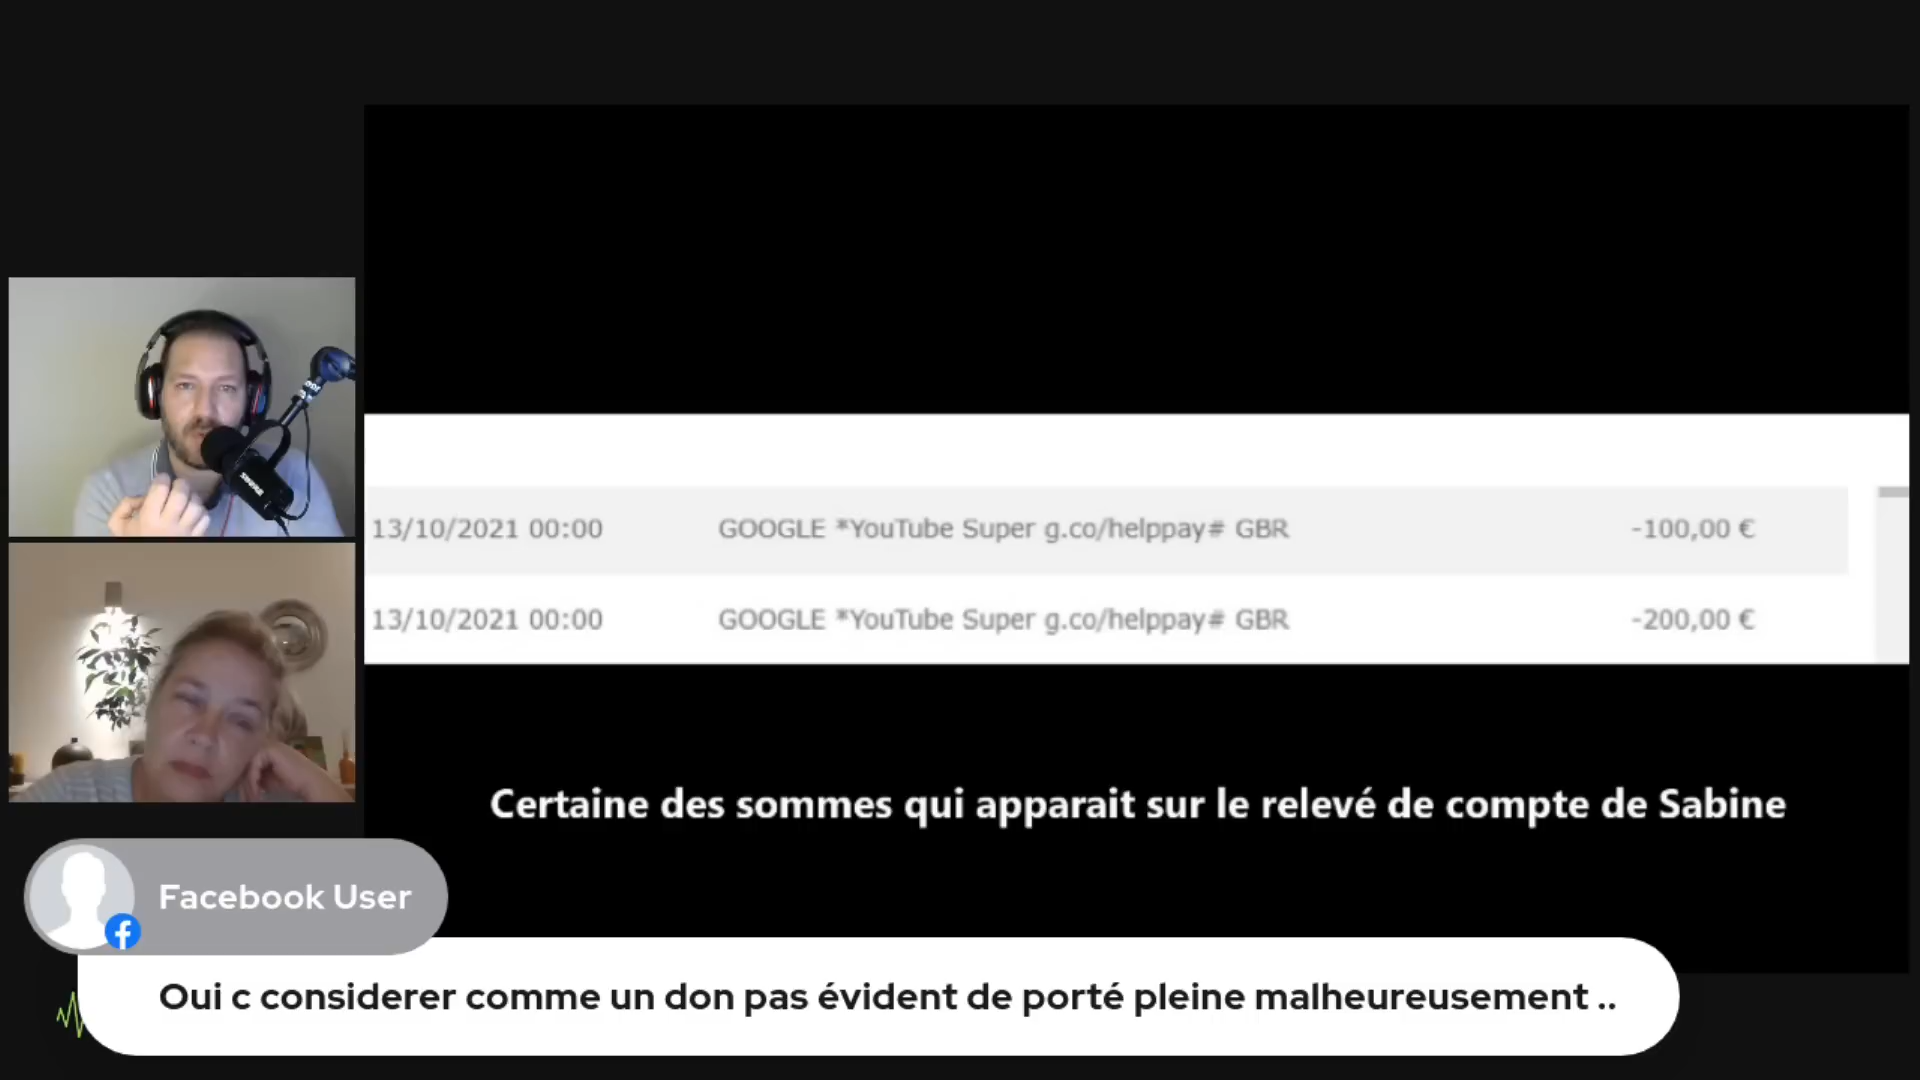 13/10/2021 00:00 GOOGLE *YouTube Super g.co/helppay# GBR -100,00 €
13/10/2021 00:00 GOOGLE *YouTube Super g.co/helppay# GBR -200,00 €
Certaine des sommes qui apparait sur le relevé de compte de Sabine
Facebook User
Oui c considerer comme un don pas évident de porté pleine malheureusement ..